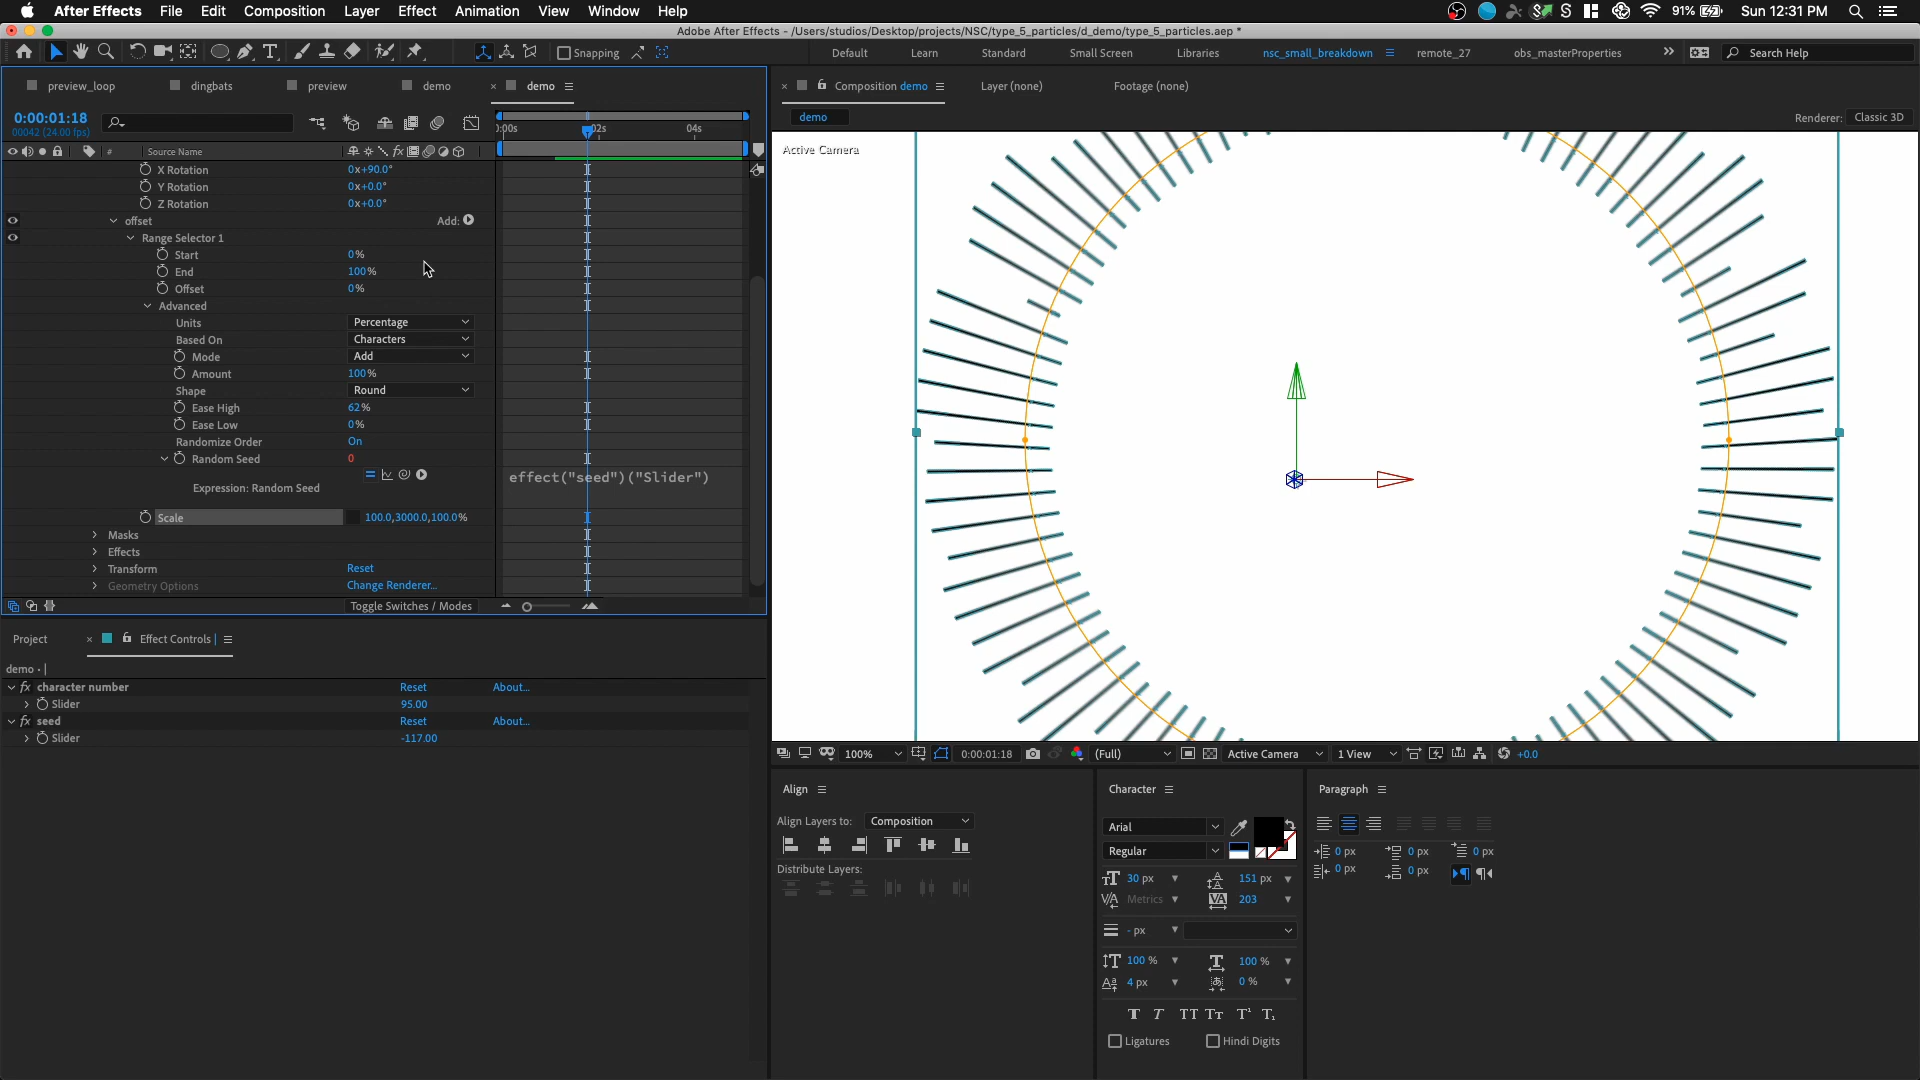 After Effects File Edit Composition Layer Effect Animation View Window Help 91% Sun 12:31 PM
Adobe After Effects - /Users/studios/Desktop/projects/NSC/type_5_particles/d_demo/type_5_particles.aep *
Snapping Default Learn Standard Small Screen Libraries nsc_small_breakdown remote_27 obs_masterProperties Search Help
preview_loop dingbats preview demo demo
Composition demo Layer (none) Footage (none)
0:00:01:18
00042 (24.00 fps)
demo Renderer: Classic 3D
02s 04s
# Source Name
Active Camera
X Rotation 0x+90.0°
Y Rotation 0x+0.0°
Z Rotation 0x+0.0°
offset Add:
Range Selector 1
Start 0%
End 100%
Offset 0%
Advanced
Units Percentage
Based On Characters
Mode Add
Amount 100%
Shape Round
Ease High 62%
Ease Low 0%
Randomize Order On
Random Seed 0
effect("seed")("Slider")
Expression: Random Seed
Scale 100.0,3000.0,100.0%
Masks
Effects
Transform Reset
Geometry Options Change Renderer...
Toggle Switches / Modes
Project Effect Controls
demo •
character number Reset About...
Slider 95.00
seed Reset About...
Slider -117.00
100% 0:00:01:18 (Full) Active Camera 1 View +0.0
Align
Align Layers to: Composition
Distribute Layers:
Character
Arial
Regular
30 px 151 px
Metrics 203
- px
100 % 100 %
4 px 0 %
Ligatures Hindi Digits
Paragraph
0 px 0 px 0 px
0 px 0 px